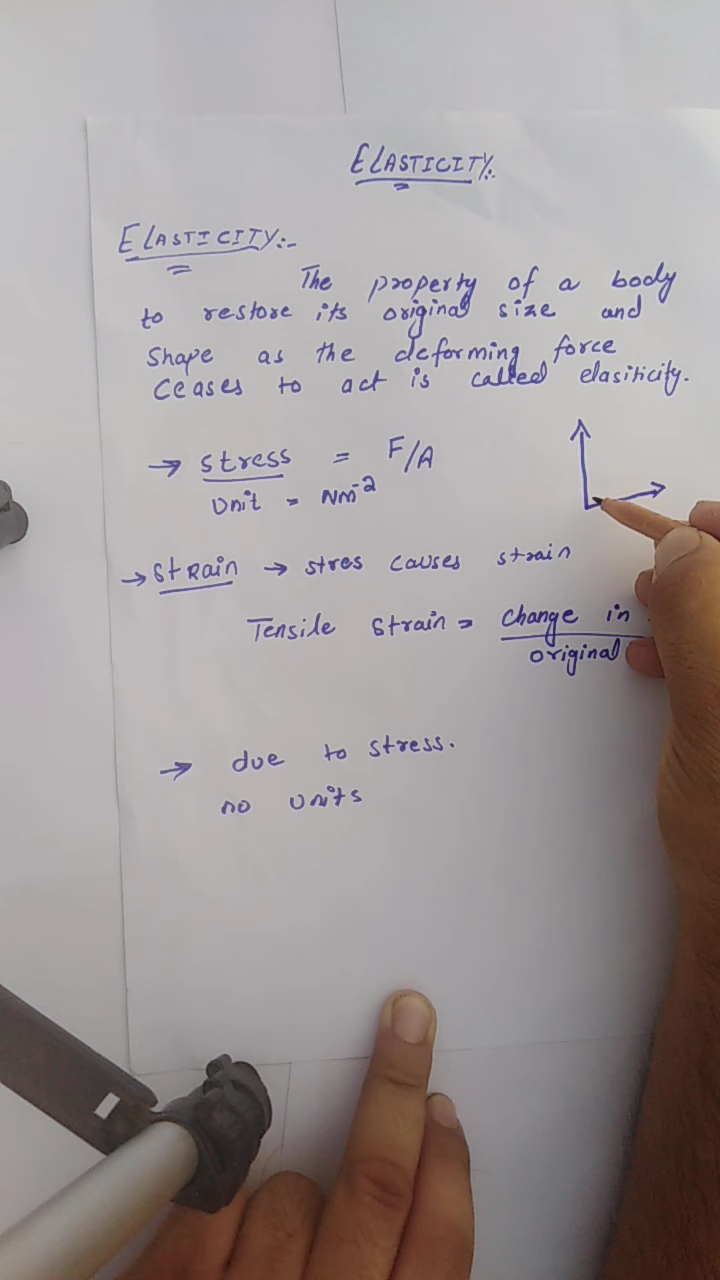 ELASTICITY:.
ELASTICITY:-
The property of a body
to restore its original size and
shape as the deforming force
ceases to act is called elasiticity.
→ stress = F/A
Unit = Nm⁻²
→ StRain → stres causes strain
Tensile strain = change in
original
→ due to stress.
no units